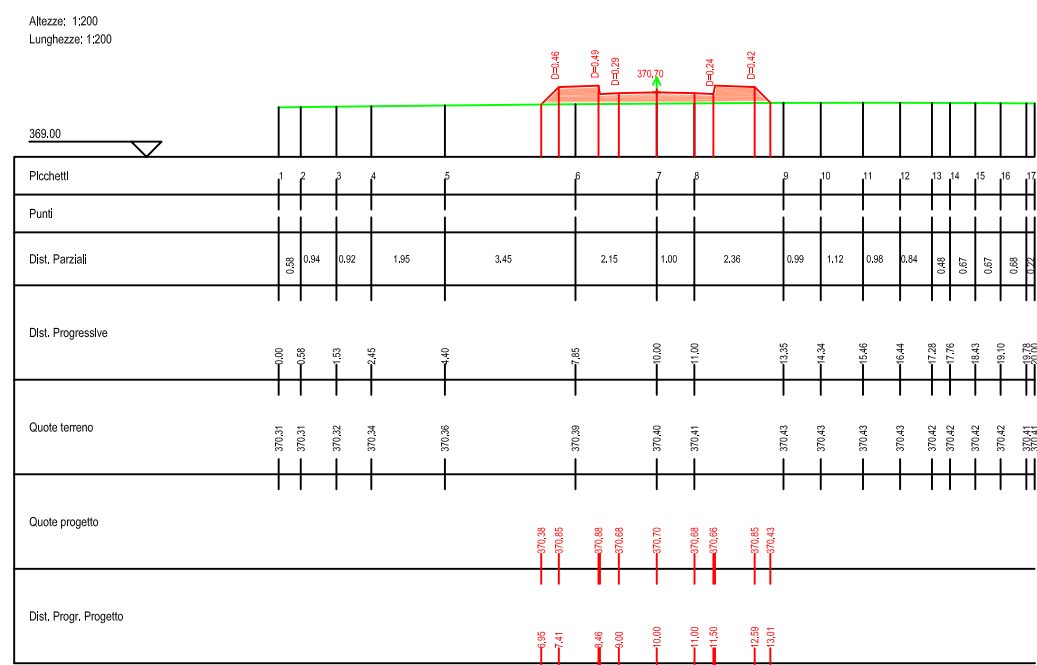 Altezze: 1:200
Lunghezze: 1:200
D=0.46
D=0.49
D=0.29
370.70
D=0.24
D=0.42
369.00
Picchetti 1 2 3 4 5 6 7 8 9 10 11 12 13 14 15 16 17
Punti
Dist. Parziali 0.58 0.94 0.92 1.95 3.45 2.15 1.00 2.36 0.99 1.12 0.98 0.84 0.48 0.67 0.67 0.68 0.22
Dist. Progressive 0.00 0.58 1.53 2.45 4.40 7.85 10.00 11.00 13.35 14.34 15.46 16.44 17.28 17.76 18.43 19.10 19.78 20.00
Quote terreno 370.31 370.31 370.32 370.34 370.36 370.39 370.40 370.41 370.43 370.43 370.43 370.43 370.42 370.42 370.42 370.42 370.41 370.41
Quote progetto 370.38 370.85 370.88 370.68 370.70 370.68 370.66 370.85 370.43
Dist. Progr. Progetto 6.95 7.41 8.46 9.00 10.00 11.00 11.50 12.59 13.01